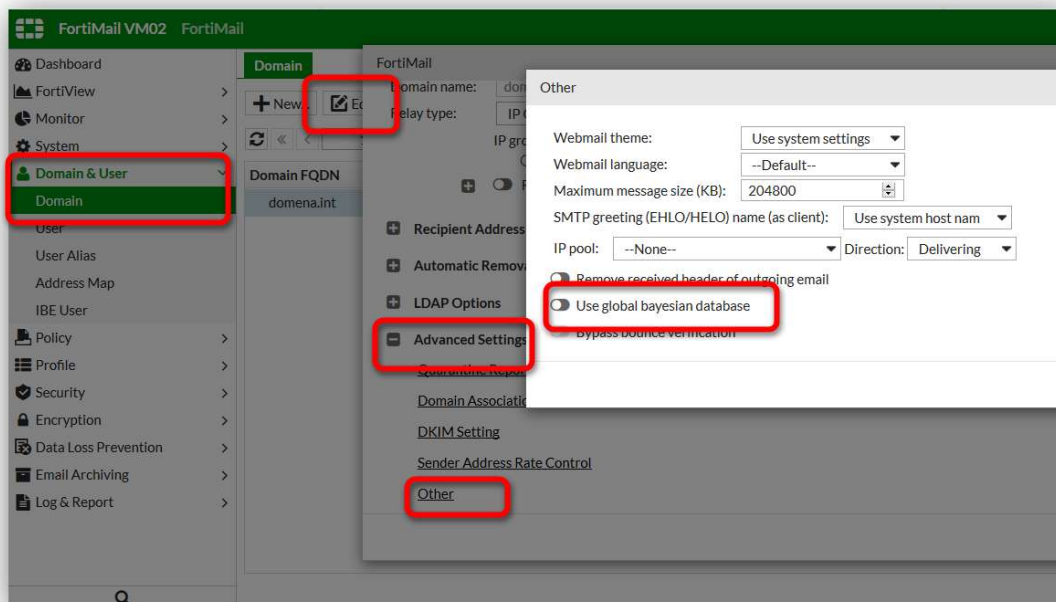 FortiMail VM02 FortiMail
Dashboard
FortiView
Monitor
System
Domain & User
Domain
User
User Alias
Address Map
IBE User
Policy
Profile
Security
Encryption
Data Loss Prevention
Email Archiving
Log & Report
Domain
New...
Domain FQDN
domena.int
FortiMail
Domain name:
Relay type: IP
IP
Recipient Address
LDAP Options
Advanced Settings
Domain
DKIM Setting
Sender Address Rate Control
Other
Other
Webmail theme: Use system settings
Webmail language: --Default--
Maximum message size (KB): 204800
SMTP greeting (EHLO/HELO) name (as client): Use system host nam
IP pool: --None-- Direction: Delivering
Remove received header of outgoing email
Use global bayesian database
Bypass bounce verification